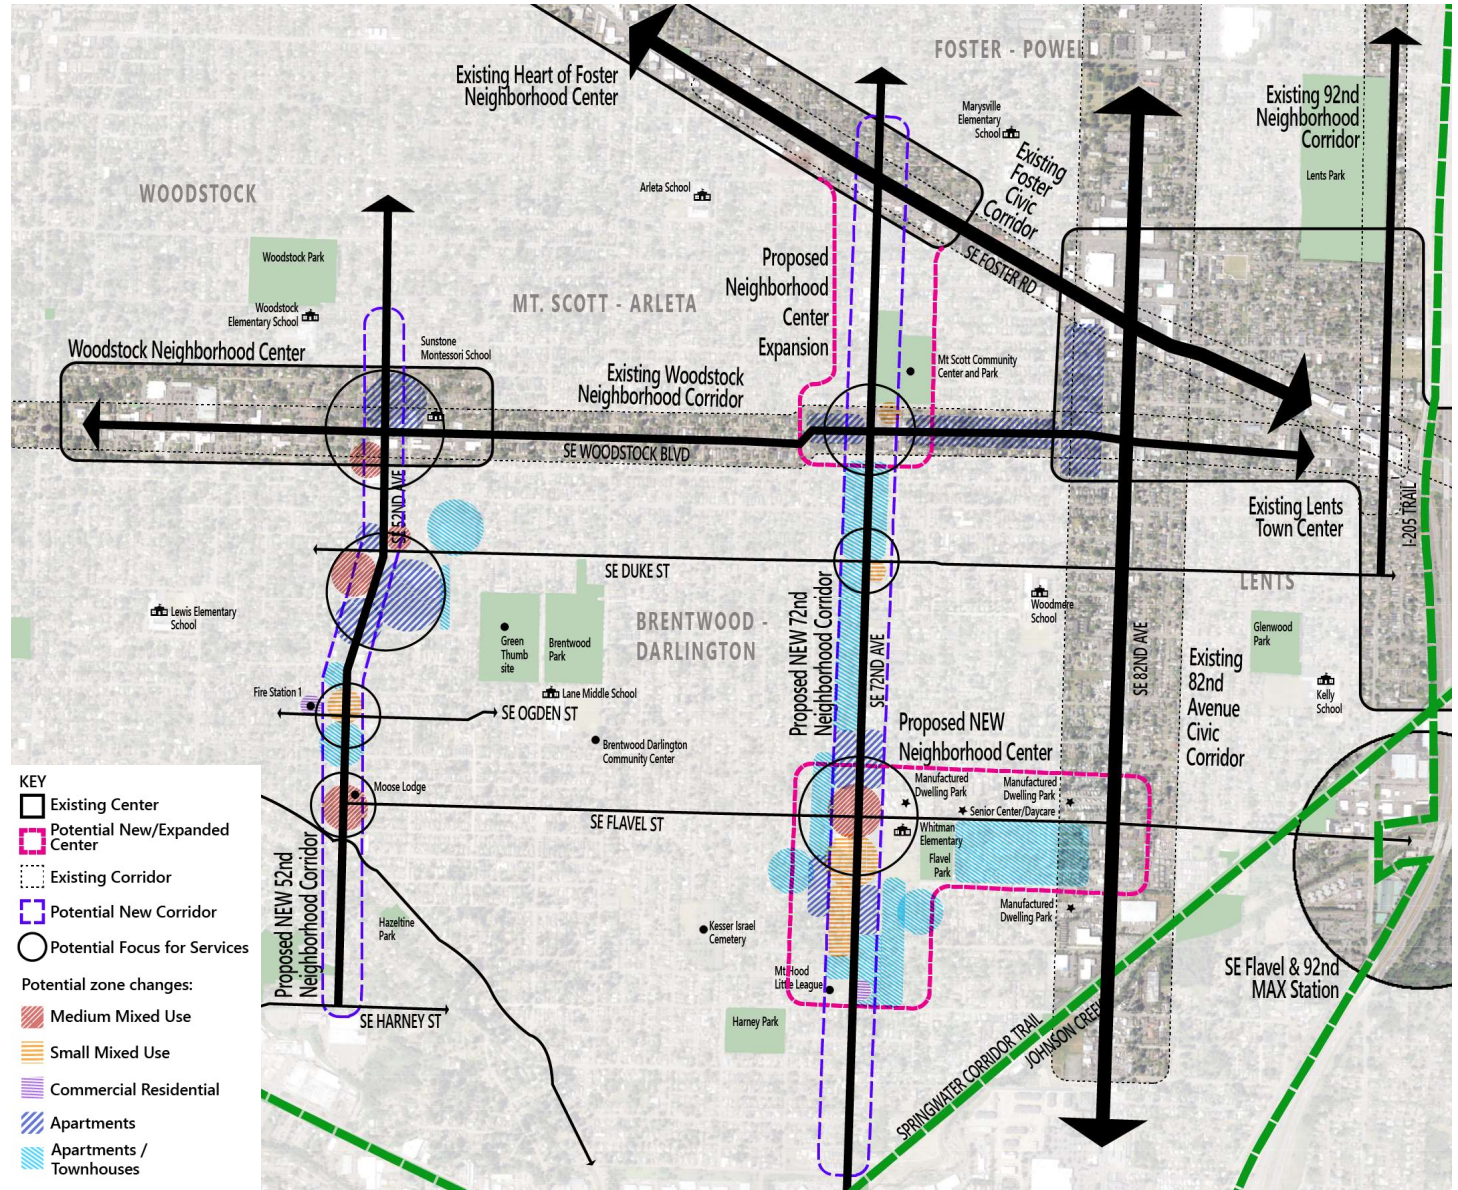 FOSTER - POWELL
Existing Heart of Foster
Neighborhood Center
Existing 92nd
Neighborhood
Corridor
Marysville
Elementary
School
Existing
Foster
Civic
Corridor
Lents Park
Arleta School
WOODSTOCK
Woodstock Park
Woodstock
Elementary School
MT. SCOTT - ARLETA
Proposed
Neighborhood
Center
Expansion
SE FOSTER RD
Sunstone
Montessori School
Woodstock Neighborhood Center
Existing Woodstock
Neighborhood Corridor
Mt Scott Community
Center and Park
SE WOODSTOCK BLVD
SE 52ND AVE
Existing Lents
Town Center
I-205 TRAIL
SE DUKE ST
LENTS
Lewis Elementary
School
Green
Thumb
site
Brentwood
Park
BRENTWOOD -
DARLINGTON
Proposed NEW 72nd
Neighborhood Corridor
SE 72ND AVE
Woodmere
School
SE 82ND AVE
Glenwood
Park
Existing
82nd
Avenue
Civic
Corridor
Kelly
School
Fire Station 1
Lane Middle School
SE OGDEN ST
Brentwood Darlington
Community Center
Proposed NEW
Neighborhood Center
Moose Lodge
Manufactured
Dwelling Park
Manufactured
Dwelling Park
Senior Center/Daycare
SE FLAVEL ST
Whitman
Elementary
Flavel
Park
Manufactured
Dwelling Park
Proposed NEW 52nd
Neighborhood Corridor
Hazeltine
Park
Kesser Israel
Cemetery
Mt Hood
Little League
Harney Park
SE HARNEY ST
SE Flavel & 92nd
MAX Station
SPRINGWATER CORRIDOR TRAIL
JOHNSON CREEK
KEY
Existing Center
Potential New/Expanded
Center
Existing Corridor
Potential New Corridor
Potential Focus for Services
Potential zone changes:
Medium Mixed Use
Small Mixed Use
Commercial Residential
Apartments
Apartments /
Townhouses